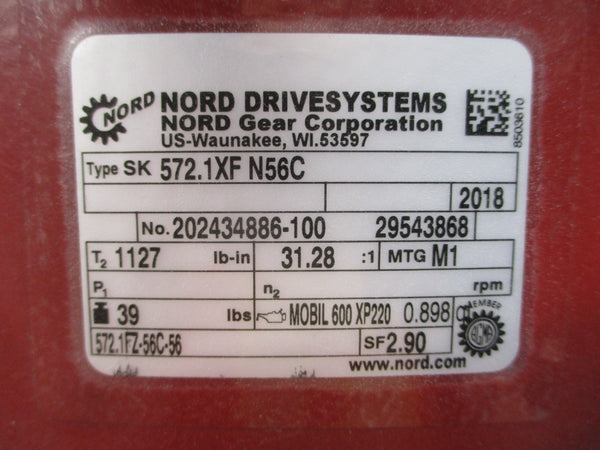 NORD
NORD DRIVESYSTEMS
NORD Gear Corporation
US-Waunakee, WI.53597
8503610
Type SK 572.1XF N56C
2018
No. 202434886-100 29543868
T2 1127 lb-in 31.28 :1 MTG M1
P1 n2 rpm
39 lbs MOBIL 600 XP220 0.898
MEMBER
572.1FZ-56C-56 SF 2.90
www.nord.com